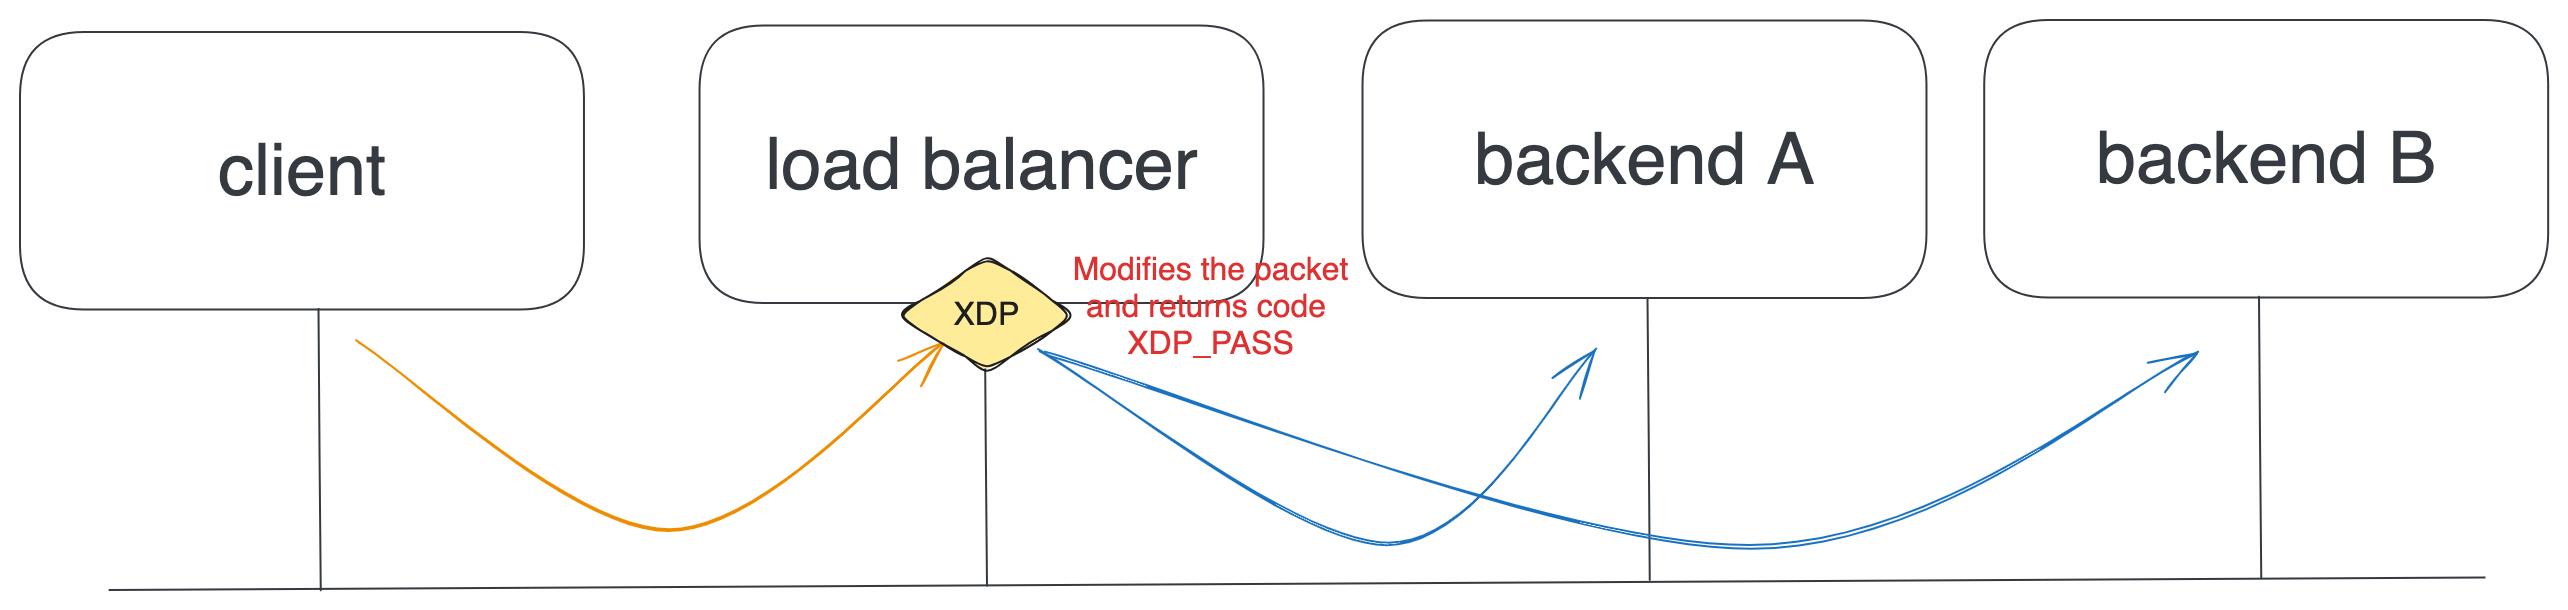 client
load balancer
backend A
backend B
XDP
Modifies the packet
and returns code
XDP_PASS